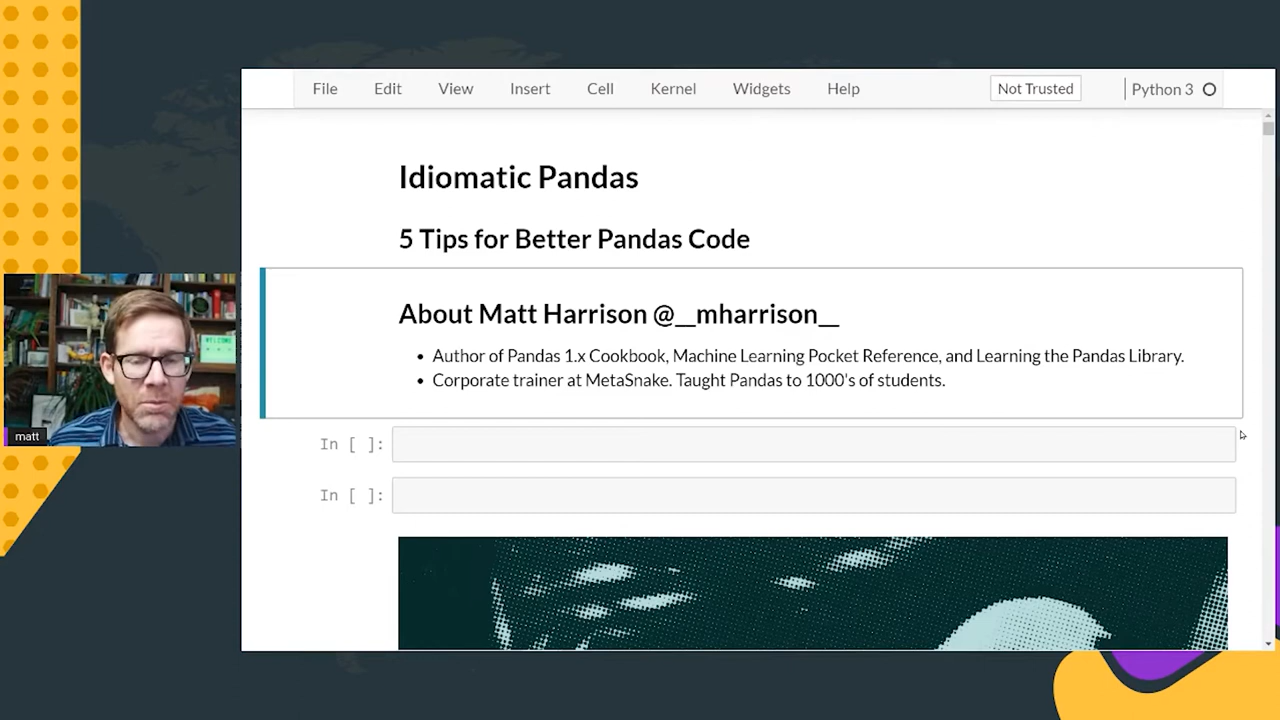 File Edit View Insert Cell Kernel Widgets Help Not Trusted Python 3
Idiomatic Pandas
5 Tips for Better Pandas Code
About Matt Harrison @__mharrison__
• Author of Pandas 1.x Cookbook, Machine Learning Pocket Reference, and Learning the Pandas Library.
• Corporate trainer at MetaSnake. Taught Pandas to 1000's of students.
matt
In [ ]:
In [ ]: